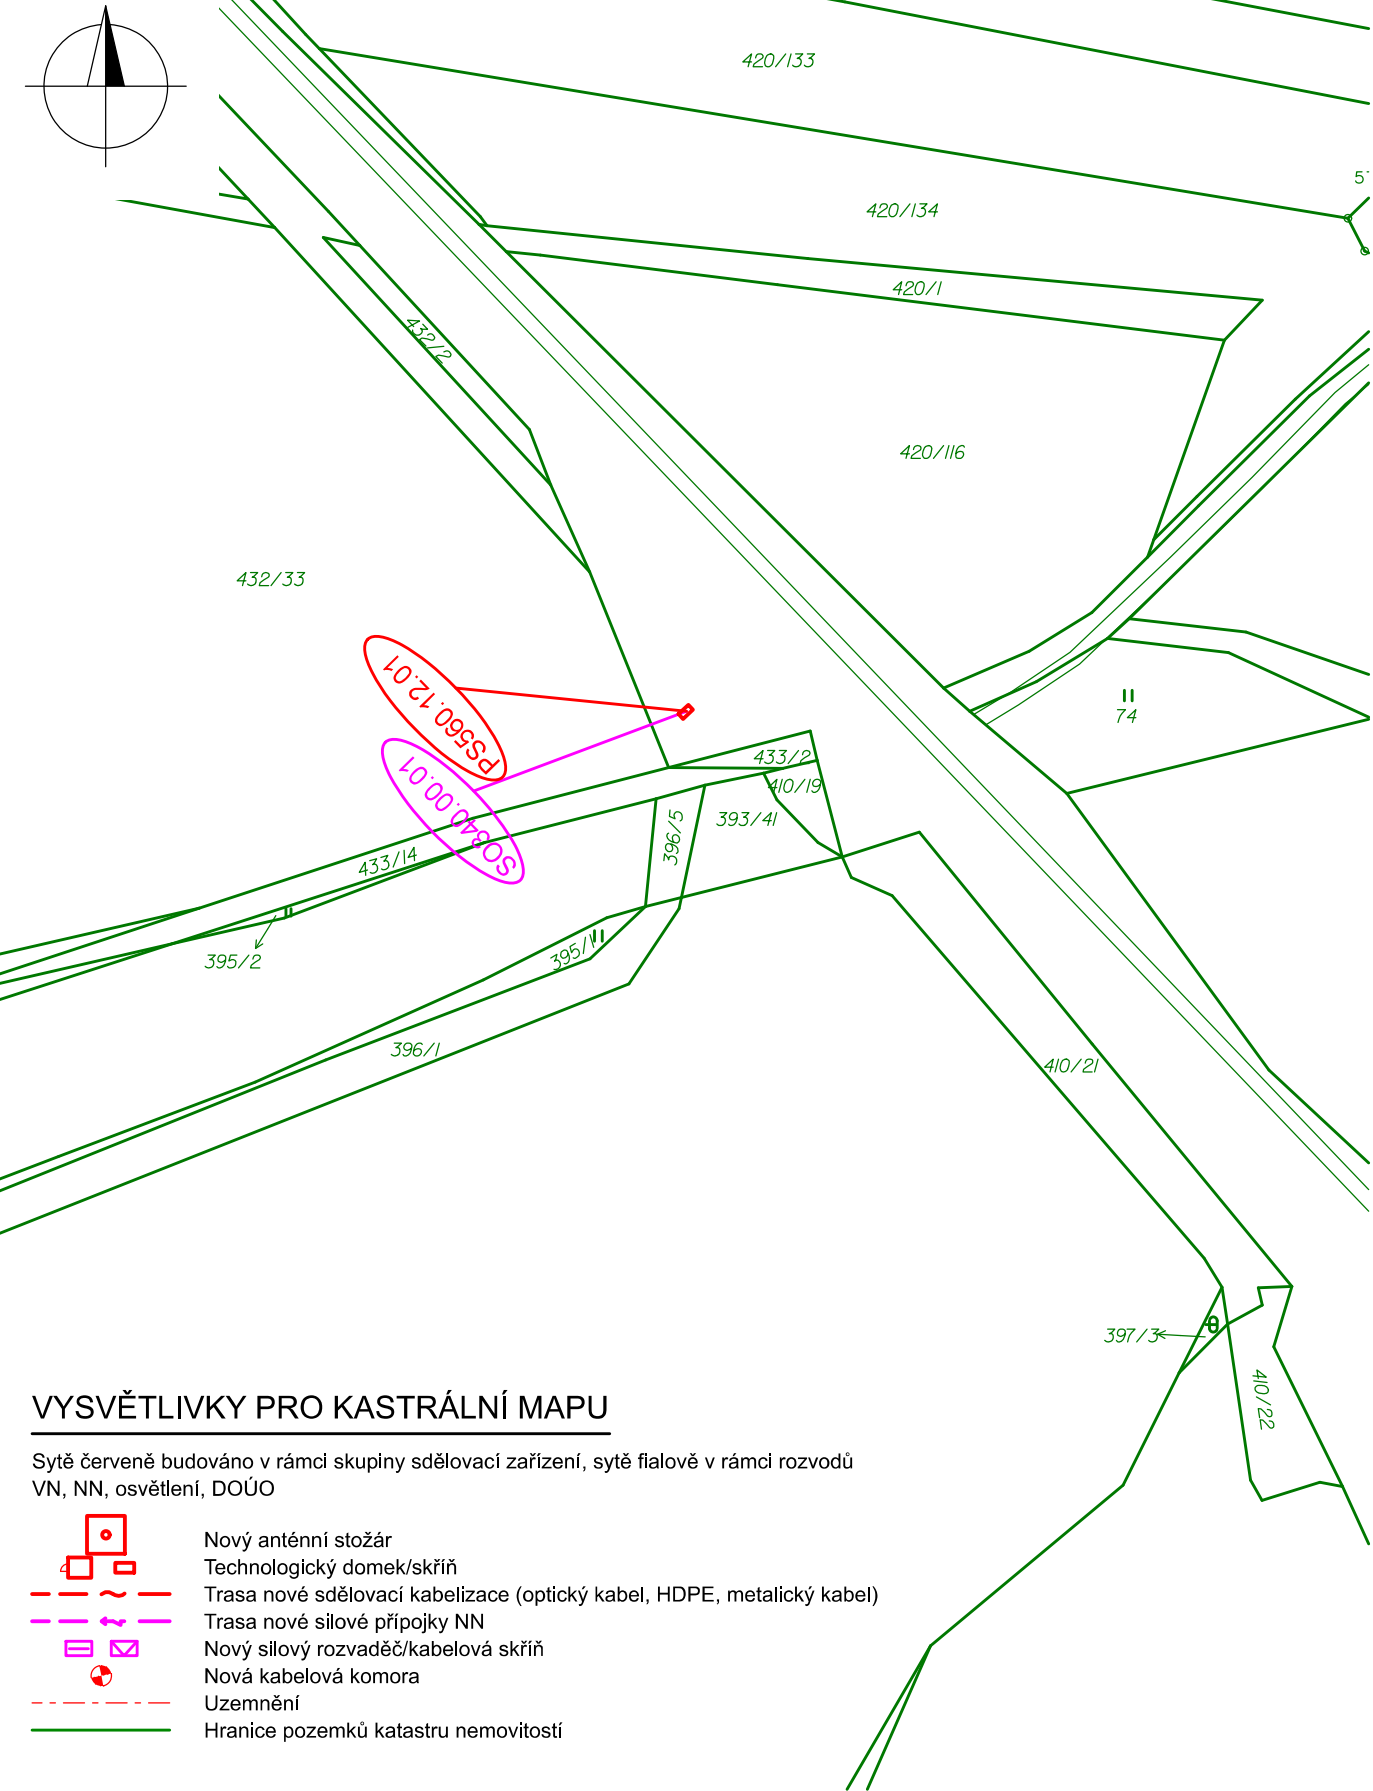 420/133
5
420/134
420/1
432/2
420/116
432/33
PS560.12.01
74
433/2
410/19
SO340.00.01
393/41
396/5
433/14
395/2
395/1
396/1
410/21
397/3
410/22
VYSVĚTLIVKY PRO KASTRÁLNÍ MAPU
Sytě červeně budováno v rámci skupiny sdělovací zařízení, sytě fialově v rámci rozvodů
VN, NN, osvětlení, DOÚO
Nový anténní stožár
Technologický domek/skříň
Trasa nové sdělovací kabelizace (optický kabel, HDPE, metalický kabel)
Trasa nové silové přípojky NN
Nový silový rozvaděč/kabelová skříň
Nová kabelová komora
Uzemnění
Hranice pozemků katastru nemovitostí